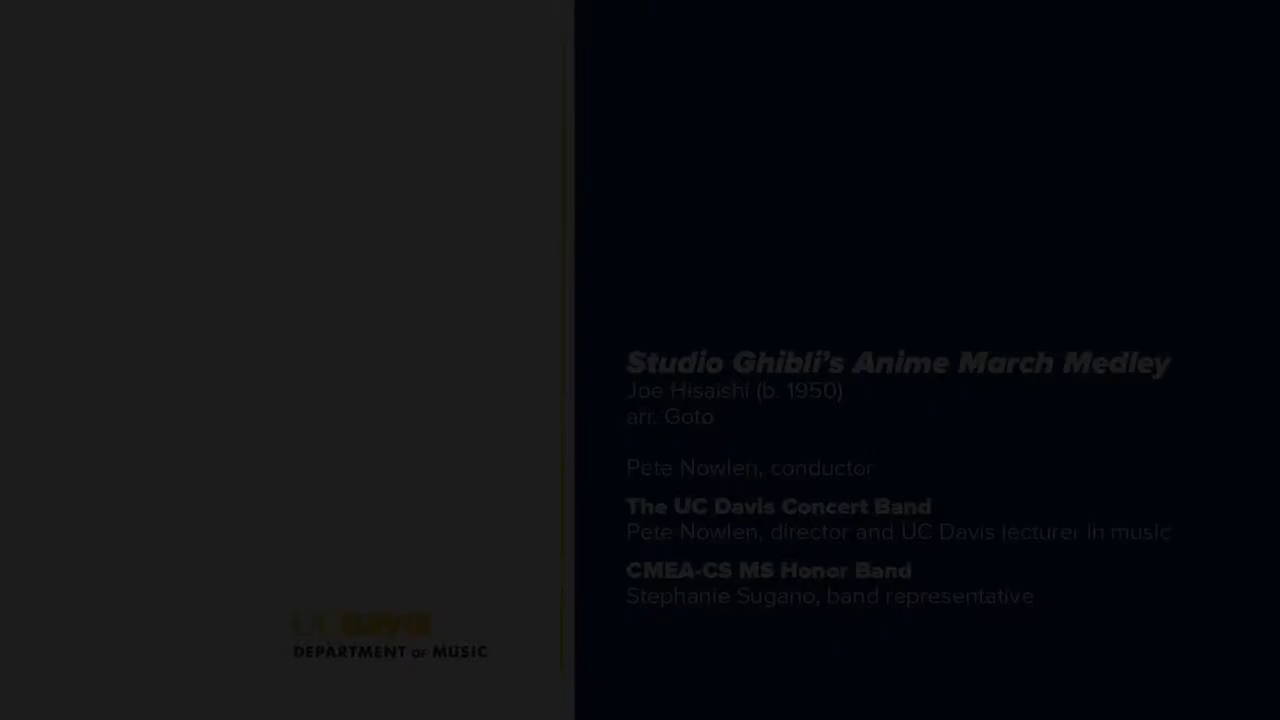 Studio Ghibli's Anime March Medley
Joe Hisaishi (b. 1950)
arr. Goto
Pete Nowlen, conductor
The UC Davis Concert Band
Pete Nowlen, director and UC Davis lecturer in music
CMEA-CS MS Honor Band
Stephanie Sugano, band representative
UC DAVIS
DEPARTMENT OF MUSIC